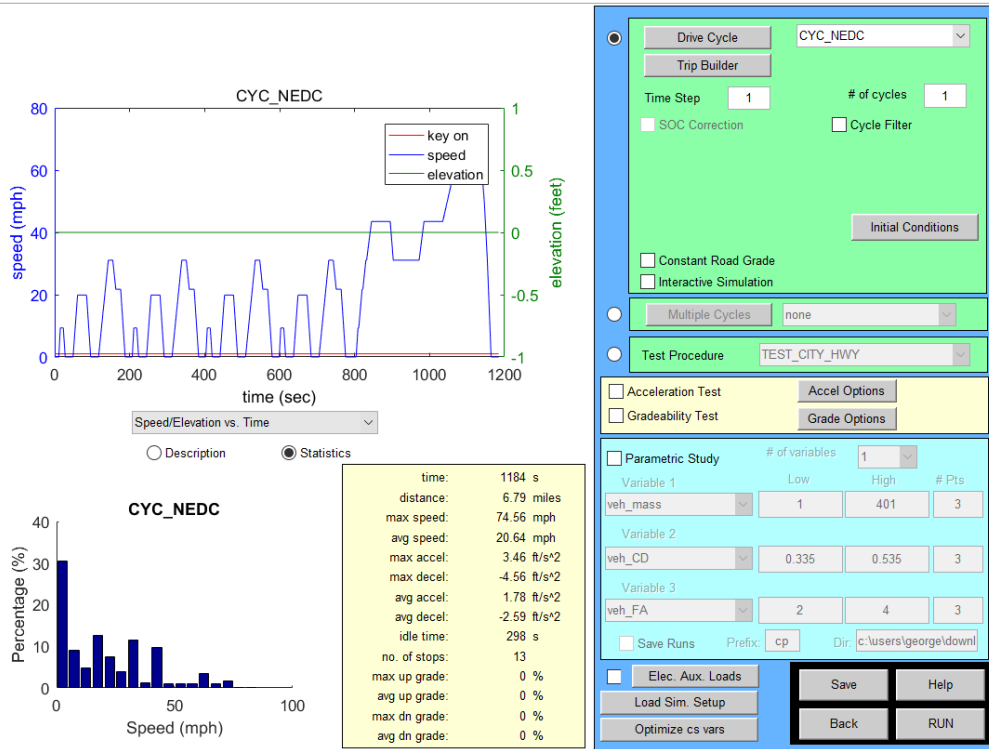 CYC_NEDC
80
60
40
20
0
speed (mph)
1
0.5
0
-0.5
-1
elevation (feet)
key on
speed
elevation
0 200 400 600 800 1000 1200
time (sec)
Speed/Elevation vs. Time
Description Statistics
CYC_NEDC
40
30
20
10
0
Percentage (%)
0 50 100
Speed (mph)
time: 1184 s
distance: 6.79 miles
max speed: 74.56 mph
avg speed: 20.64 mph
max accel: 3.46 ft/s^2
max decel: -4.56 ft/s^2
avg accel: 1.78 ft/s^2
avg decel: -2.59 ft/s^2
idle time: 298 s
no. of stops: 13
max up grade: 0 %
avg up grade: 0 %
max dn grade: 0 %
avg dn grade: 0 %
Drive Cycle CYC_NEDC
Trip Builder
Time Step 1 # of cycles 1
SOC Correction Cycle Filter
Initial Conditions
Constant Road Grade
Interactive Simulation
Multiple Cycles none
Test Procedure TEST_CITY_HWY
Acceleration Test Accel Options
Gradeability Test Grade Options
Parametric Study # of variables 1
Variable 1 Low High # Pts
veh_mass 1 401 3
Variable 2
veh_CD 0.335 0.535 3
Variable 3
veh_FA 2 4 3
Save Runs Prefix: cp Dir: c:\users\george\downl
Elec. Aux. Loads
Load Sim. Setup
Optimize cs vars
Save Help
Back RUN